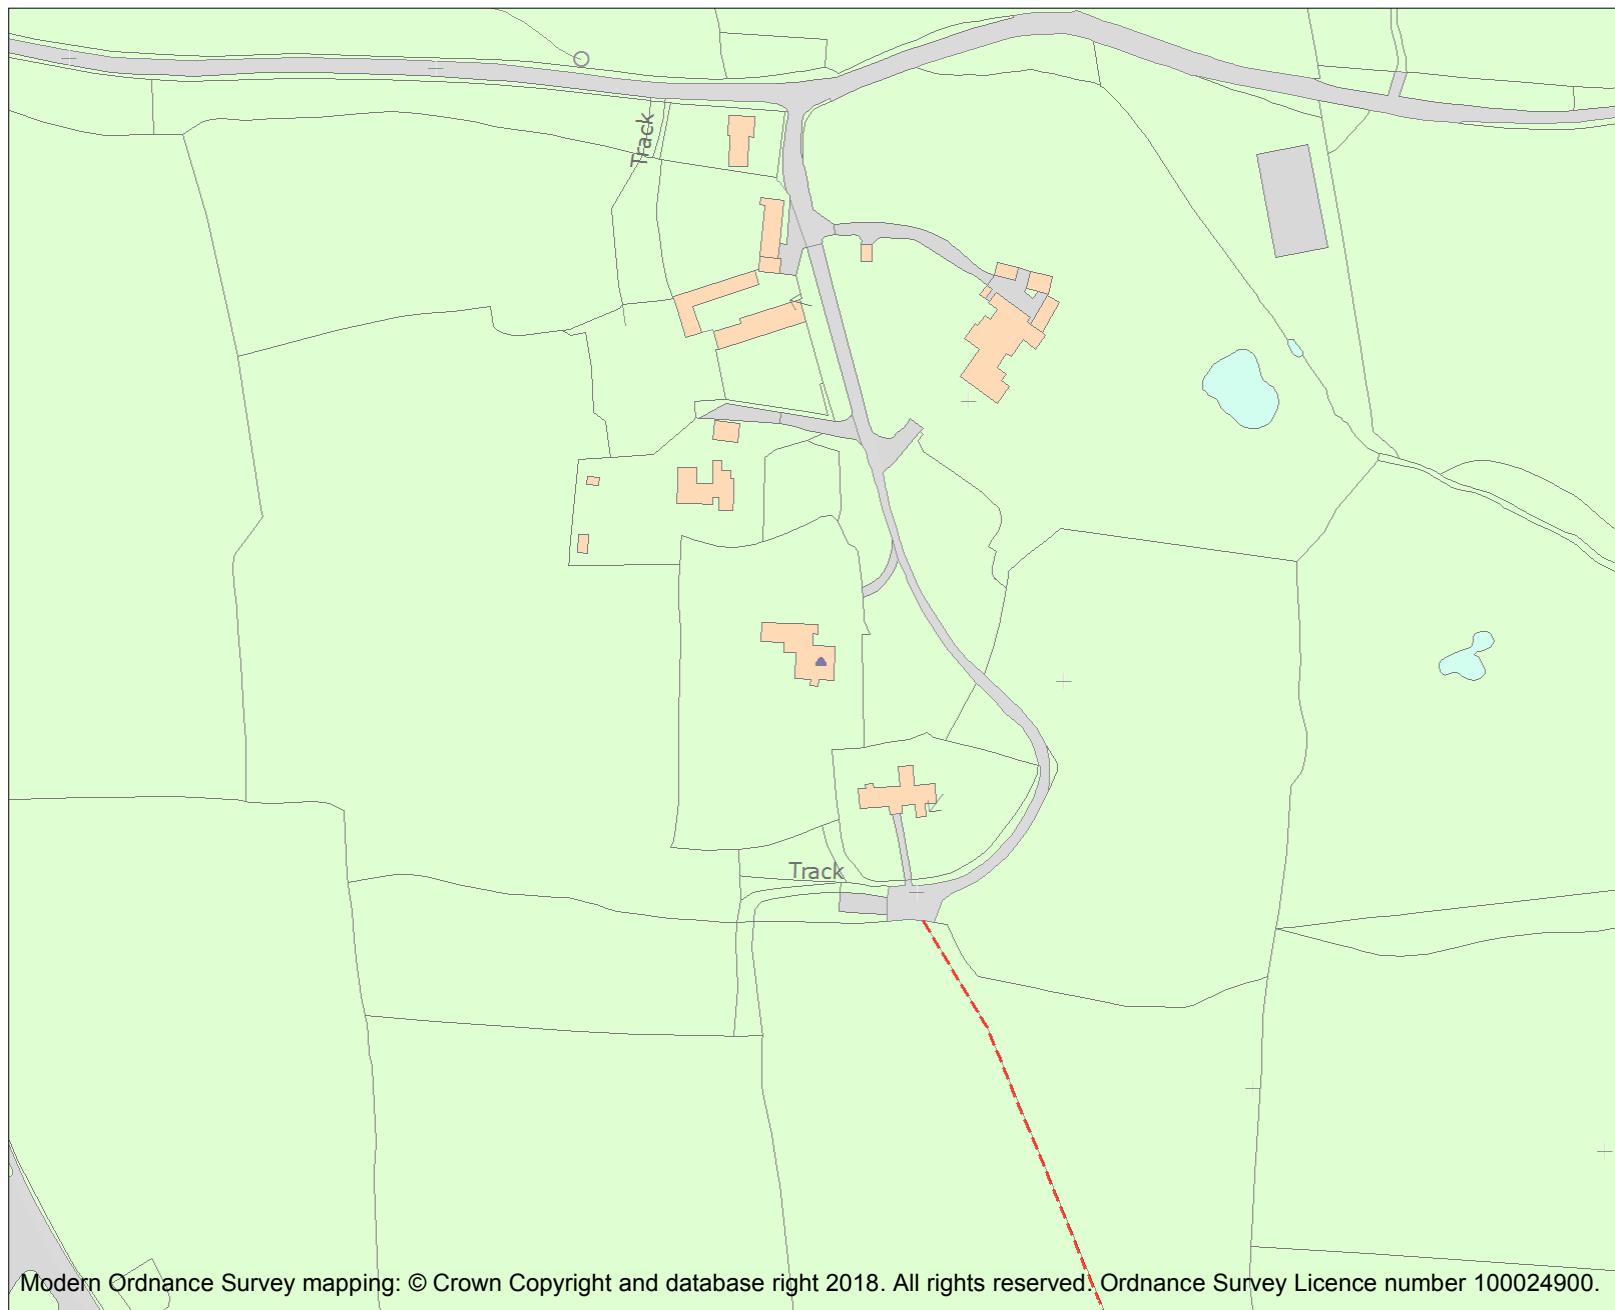 Track
Track
Modern Ordnance Survey mapping: © Crown Copyright and database right 2018. All rights reserved. Ordnance Survey Licence number 100024900.